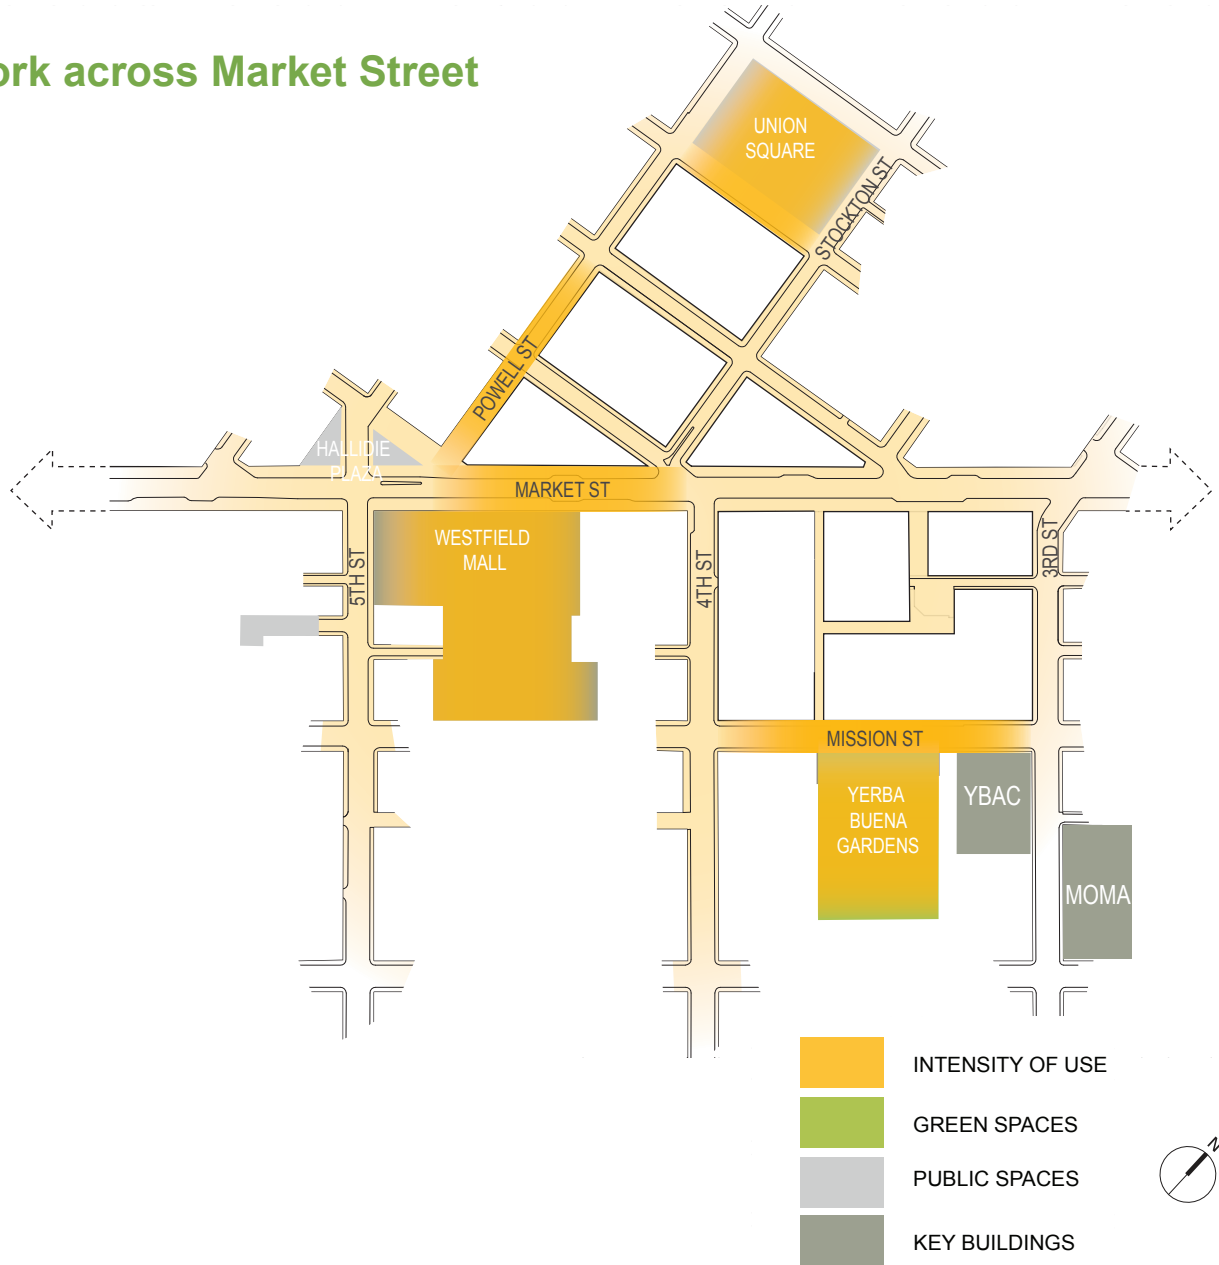 ork across Market Street
UNION
SQUARE
STOCKTON ST
POWELL ST
HALLIDIE
PLAZA
MARKET ST
WESTFIELD
MALL
5TH ST
4TH ST
3RD ST
MISSION ST
YERBA
BUENA
GARDENS
YBAC
MOMA
INTENSITY OF USE
GREEN SPACES
PUBLIC SPACES
KEY BUILDINGS
N